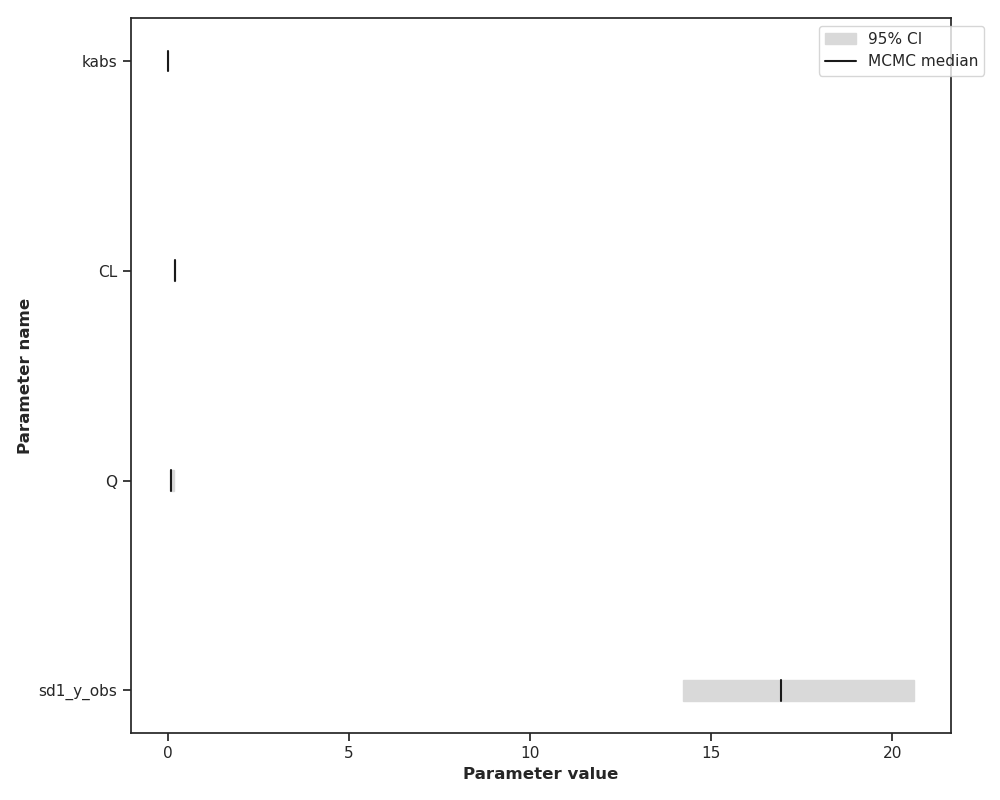 95% CI
MCMC median
kabs
CL
Q
sd1_y_obs
Parameter name
0 5 10 15 20
Parameter value